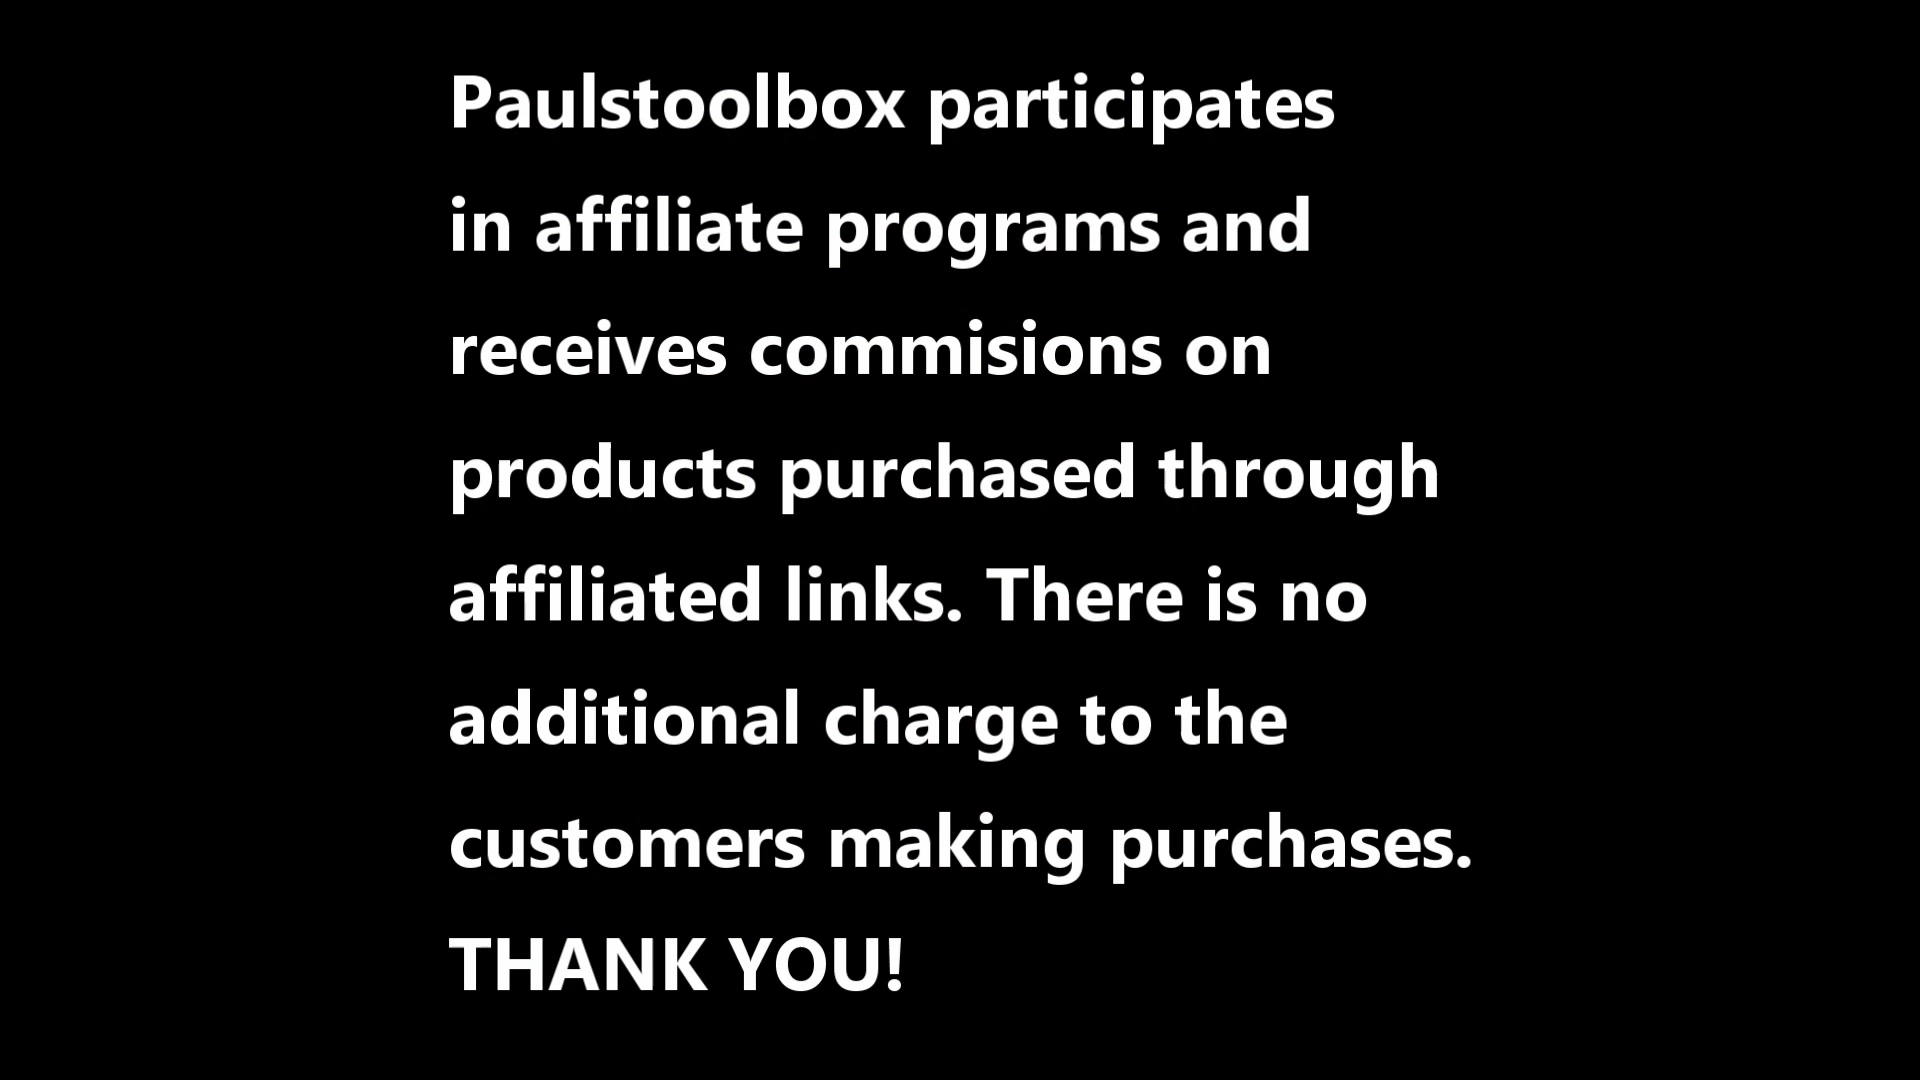 Paulstoolbox participates
in affiliate programs and
receives commisions on
products purchased through
affiliated links. There is no
additional charge to the
customers making purchases.
THANK YOU!